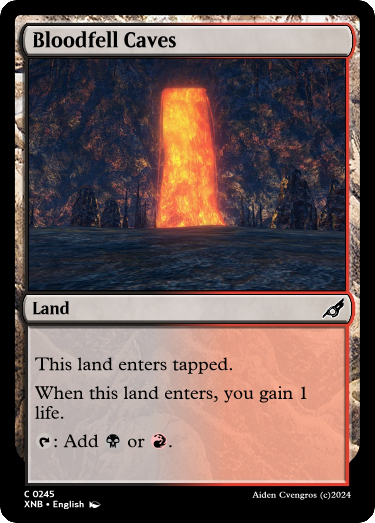 Bloodfell Caves
Land
This land enters tapped.
When this land enters, you gain 1
life.
: Add or .
C 0245
XNB • English
Aiden Cvengros (c)2024